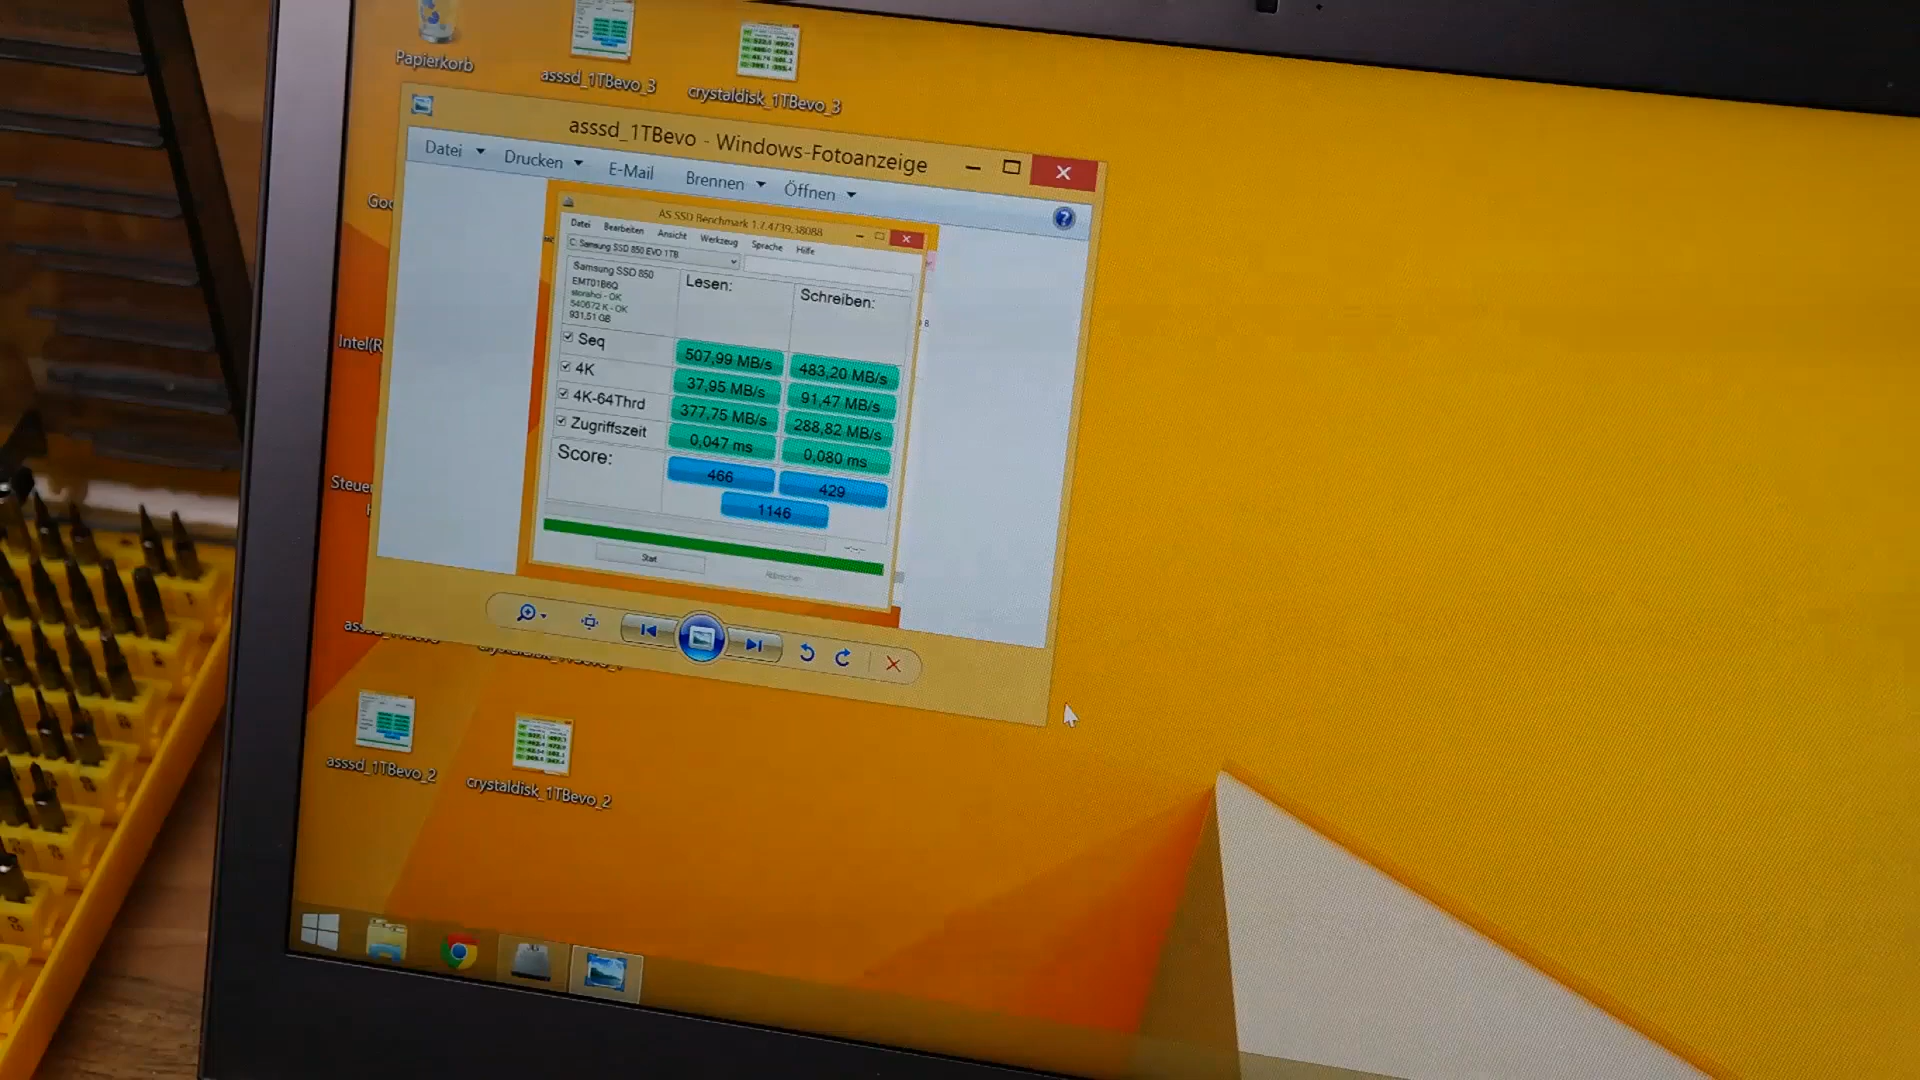 Papierkorb
asssd_1TBevo_3
crystaldisk_1TBevo_3
asssd_1TBevo - Windows-Fotoanzeige
Datei Drucken E-Mail Brennen Öffnen
AS SSD Benchmark 1.7.4739.38088
Datei Bearbeiten Ansicht Werkzeug Sprache Hilfe
C: Samsung SSD 850 EVO 1TB
Samsung SSD 850
EMT01B6Q
storahci - OK
540672 K - OK
931,51 GB
Lesen: Schreiben:
Seq 507,99 MB/s 483,20 MB/s
4K 37,95 MB/s 91,47 MB/s
4K-64Thrd 377,75 MB/s 288,82 MB/s
Zugriffszeit 0,047 ms 0,080 ms
Score: 466 429
1146
Start Abbrechen
Goo
Intel(R
Steuer
asssd_1TBevo_2
crystaldisk_1TBevo_2